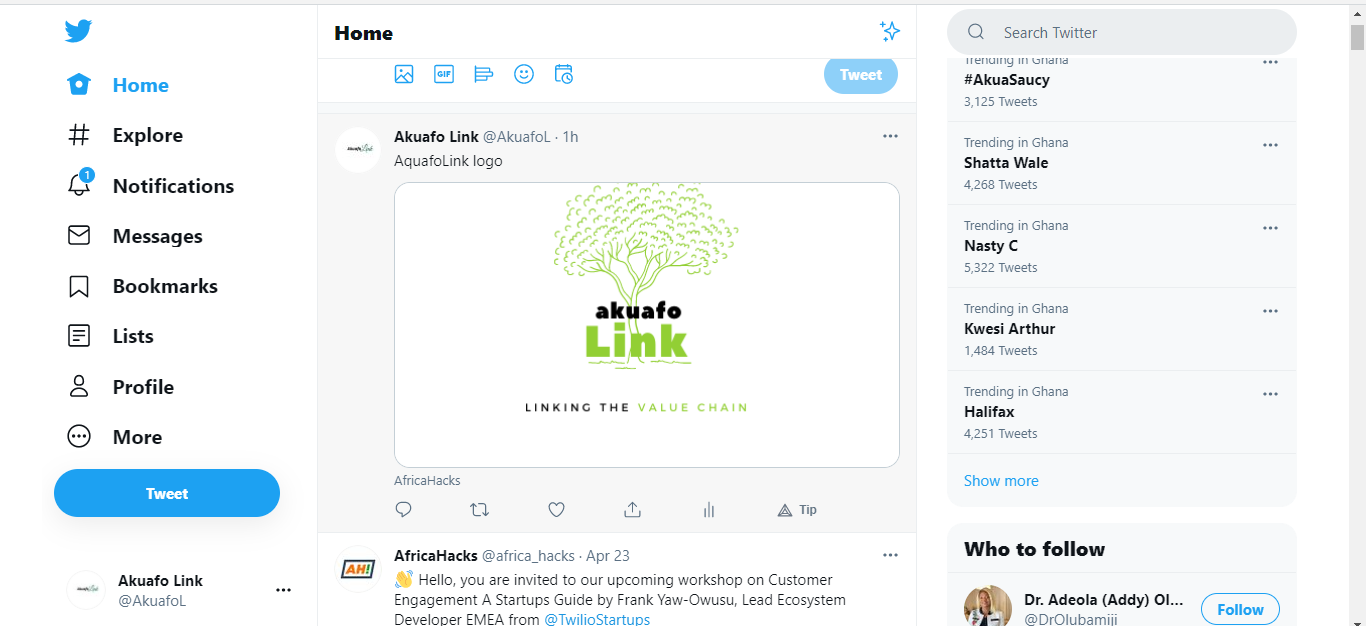 Home
Explore
1
Notifications
Messages
Bookmarks
Lists
Profile
More
Tweet
Akuafo Link
@AkuafoL
Home
GIF
Tweet
Akuafo Link @AkuafoL · 1h
AquafoLink logo
akuafo
Link
LINKING THE VALUE CHAIN
AfricaHacks
Tip
AH!
AfricaHacks @africa_hacks · Apr 23
👋 Hello, you are invited to our upcoming workshop on Customer
Engagement A Startups Guide by Frank Yaw-Owusu, Lead Ecosystem
Developer EMEA from @TwilioStartups
Search Twitter
Trending in Ghana
#AkuaSaucy
3,125 Tweets
Trending in Ghana
Shatta Wale
4,268 Tweets
Trending in Ghana
Nasty C
5,322 Tweets
Trending in Ghana
Kwesi Arthur
1,484 Tweets
Trending in Ghana
Halifax
4,251 Tweets
Show more
Who to follow
Dr. Adeola (Addy) Ol...
@DrOlubamiji
Follow